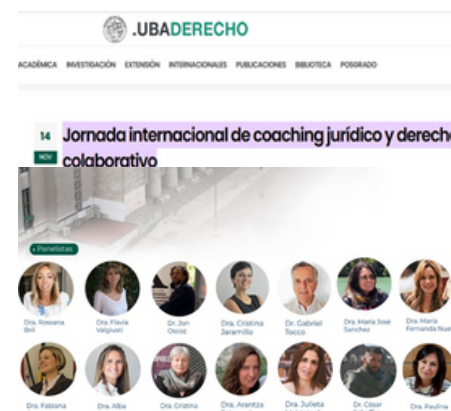 .UBADERECHO
ACADÉMICA INVESTIGACIÓN EXTENSIÓN INTERNACIONALES PUBLICACIONES BIBLIOTECA POSGRADO
14 Jornada internacional de coaching jurídico y derech
NOV colaborativo
Panelistas
Dra. Rossana Dra. Flavia Dr. Jon Dra. Cristina Dr. Gabriel Dra. María José Dra. María
Bril Valgiusti Oscoz Jaramillo Tocco Sanchez Fernanda Nue
Dra. Fabiana Dra. Alba Dra. Cristina Dra. Arantza Dra. Julieta Dr. César Dra. Paulina